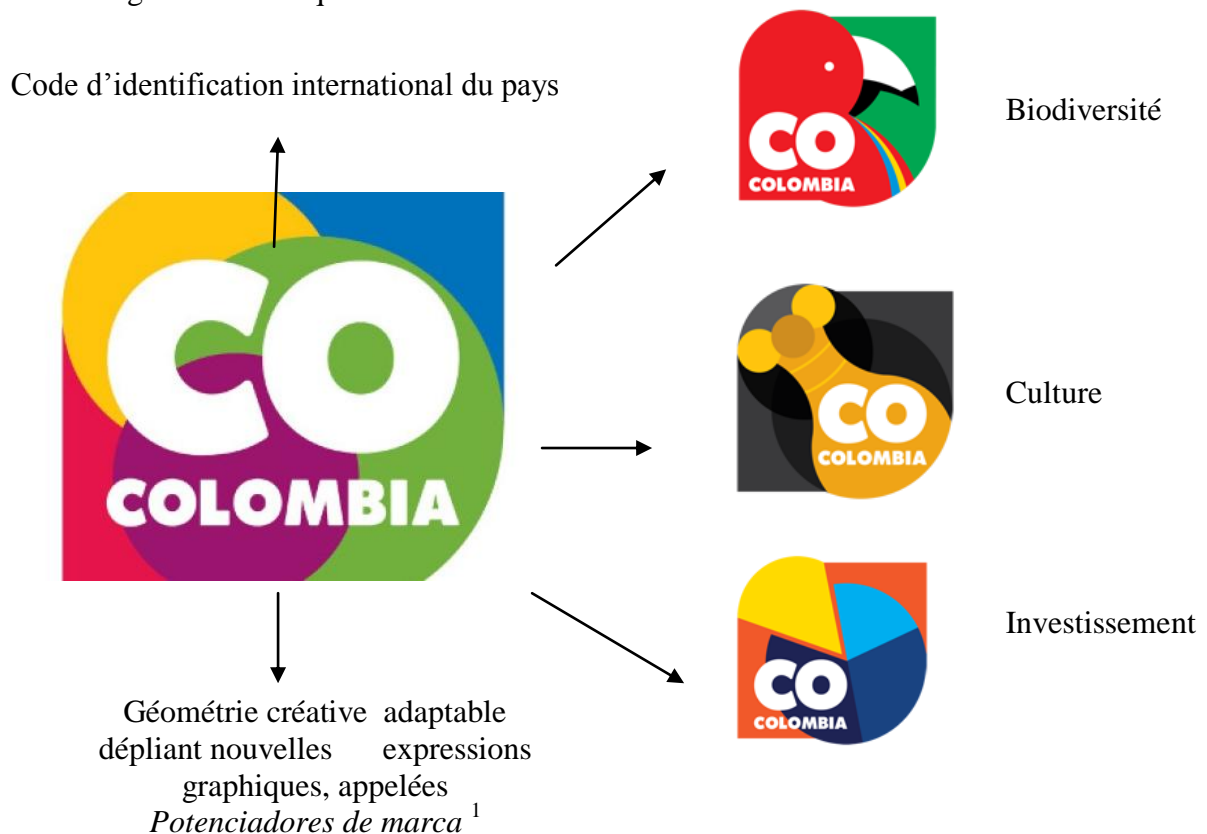 Code d’identification international du pays
CO
COLOMBIA
CO
COLOMBIA
Biodiversité
CO
COLOMBIA
Culture
CO
COLOMBIA
Investissement
Géométrie créative adaptable
dépliant nouvelles expressions
graphiques, appelées
Potenciadores de marca 1